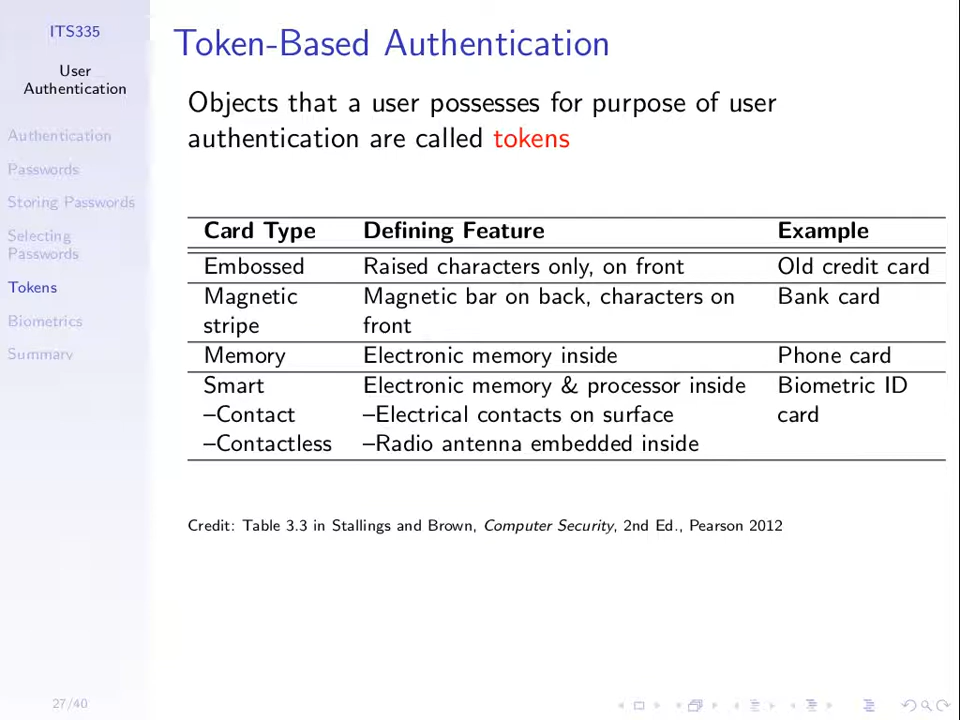 ITS335
User
Authentication
Authentication
Passwords
Storing Passwords
Selecting
Passwords
Tokens
Biometrics
Summary
27/40
Token-Based Authentication
Objects that a user possesses for purpose of user
authentication are called tokens
Card Type Defining Feature Example
Embossed Raised characters only, on front Old credit card
Magnetic Magnetic bar on back, characters on Bank card
stripe front
Memory Electronic memory inside Phone card
Smart Electronic memory & processor inside Biometric ID
–Contact –Electrical contacts on surface card
–Contactless –Radio antenna embedded inside
Credit: Table 3.3 in Stallings and Brown, Computer Security, 2nd Ed., Pearson 2012